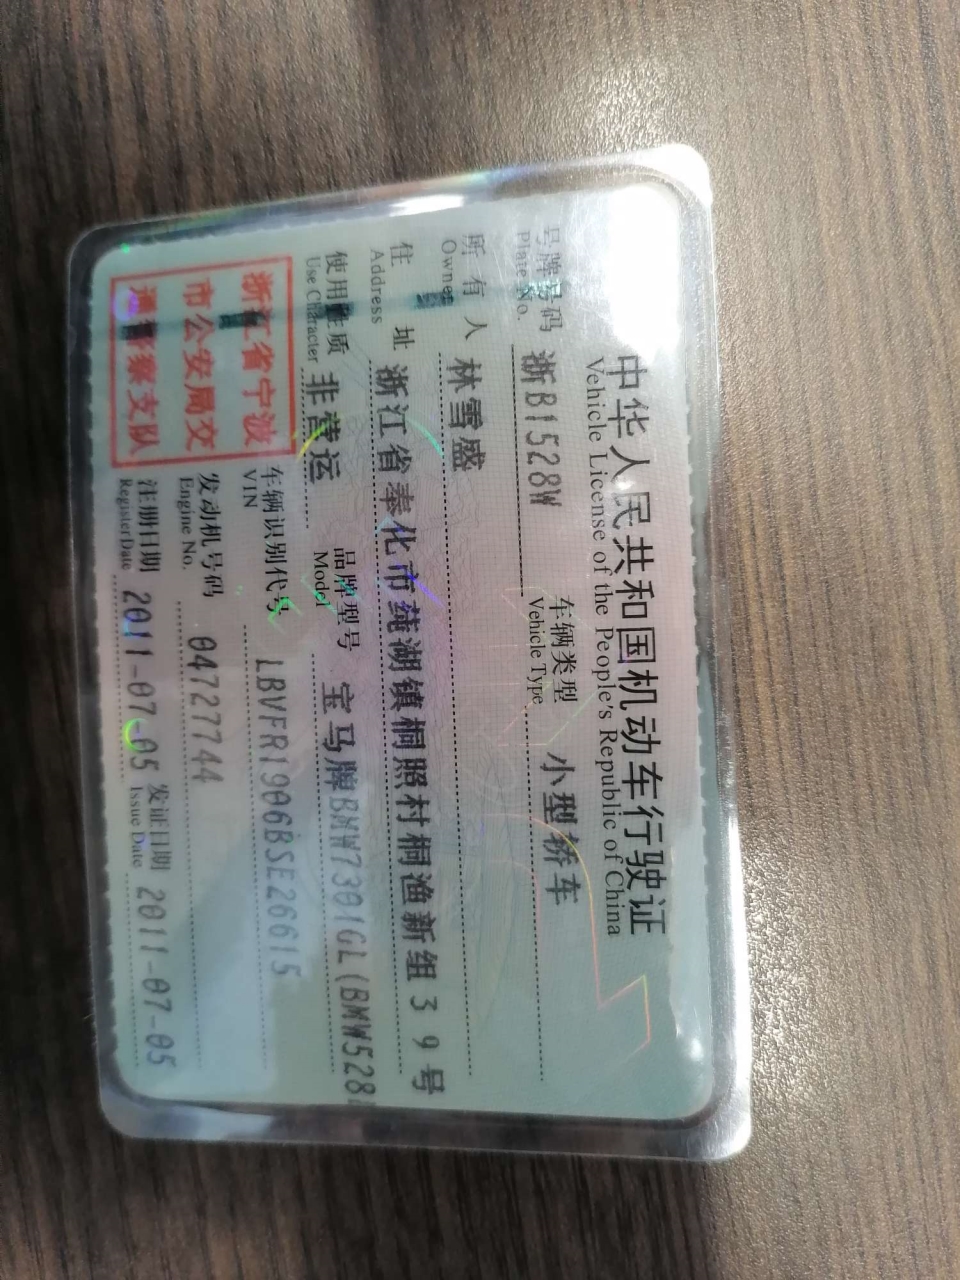 中华人民共和国机动车行驶证
Vehicle License of the People's Republic of China
号牌号码 浙B1528W 车辆类型 小型轿车
Plate No. Vehicle Type
所有人 林雪盛
Owner
住址 浙江省奉化市莼湖镇桐照村桐渔新组39号
Address
使用性质 非营运 品牌型号 宝马牌BMW7301GL(BMW528
Use Character Model
浙江省宁波
市公安局交
通警察支队
车辆识别代号 LBVFR1906BSE26615
VIN
发动机号码 04727744
Engine No.
注册日期 2011-07-05 发证日期 2011-07-05
Register Date Issue Date